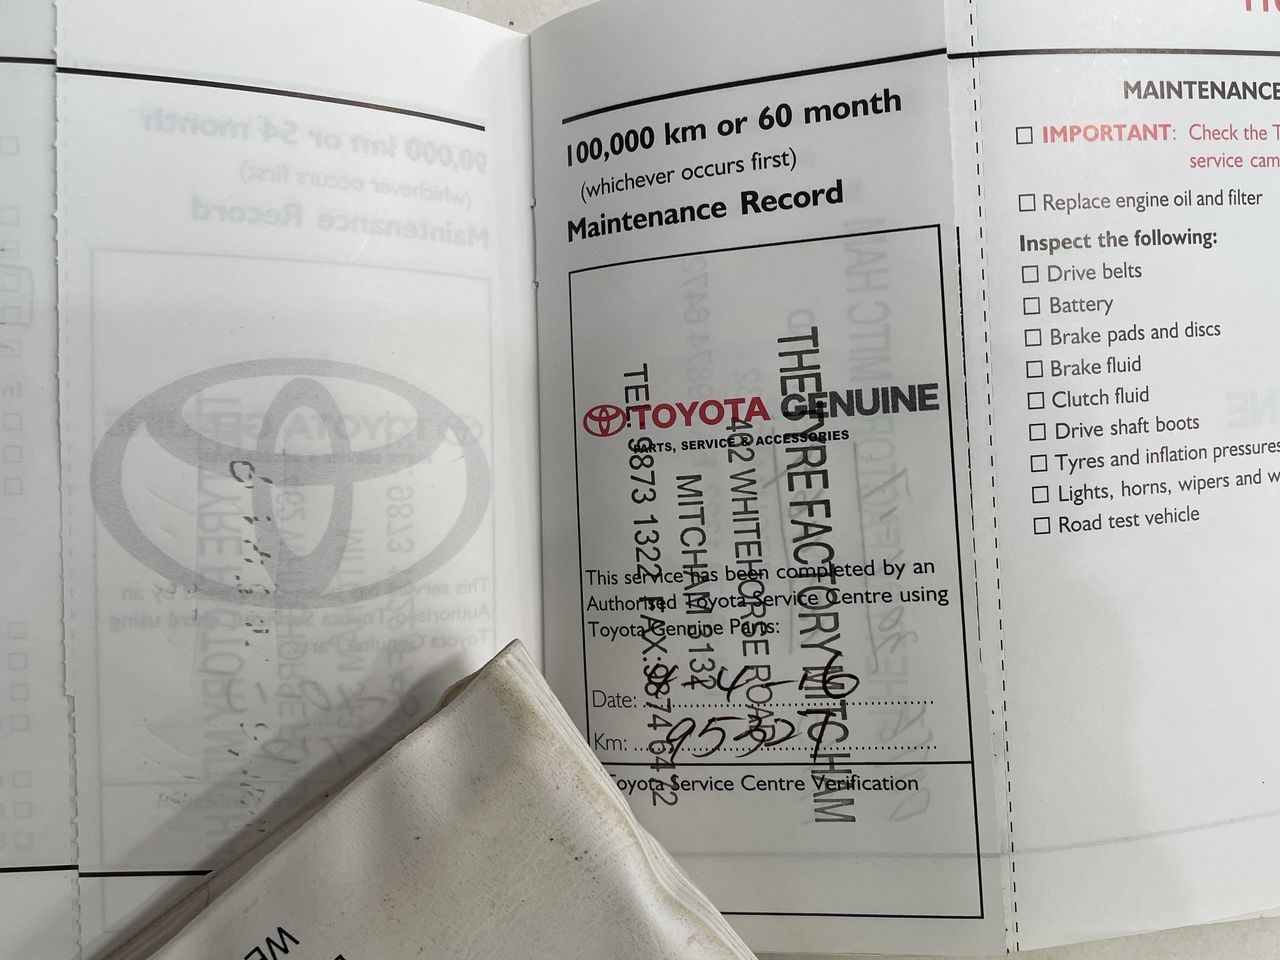 100,000 km or 60 month
(whichever occurs first)
Maintenance Record
TOYOTA GENUINE
PARTS, SERVICE & ACCESSORIES
THE TYRE FACTORY MITCHAM
432 WHITEHORSE ROAD
MITCHAM 3132
TEL: 9873 1322 FAX: 9874 6472
This service has been completed by an
Authorised Toyota Service Centre using
Toyota Genuine Parts:
Date: -4-16
Km: 95327
Toyota Service Centre Verification
MAINTENANCE
IMPORTANT: Check the T
service cam
Replace engine oil and filter
Inspect the following:
Drive belts
Battery
Brake pads and discs
Brake fluid
Clutch fluid
Drive shaft boots
Tyres and inflation pressures
Lights, horns, wipers and w
Road test vehicle
90,000 km or 54 month
(whichever occurs first)
Maintenance Record
WE